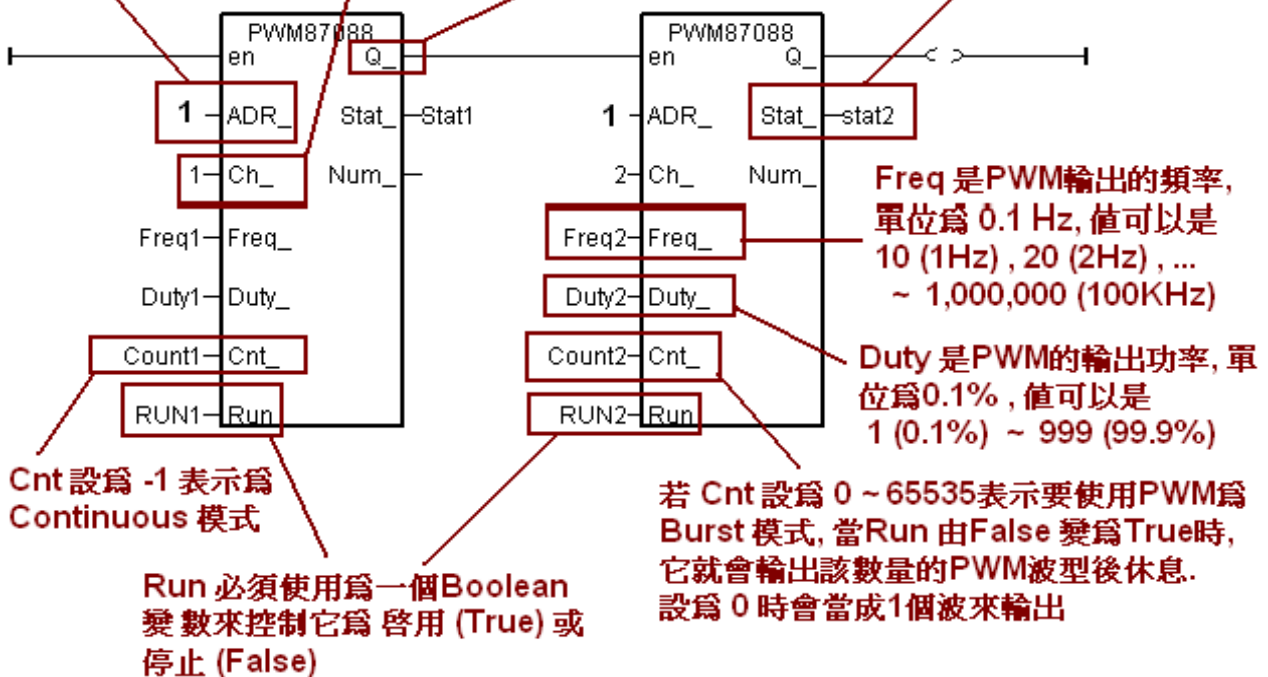 PWM87088
en Q_
1 ADR_ Stat_ Stat1
1 Ch_ Num_
Freq1 Freq_
Duty1 Duty_
Count1 Cnt_
RUN1 Run
PWM87088
en Q_
1 ADR_ Stat_ stat2
2 Ch_ Num_
Freq2 Freq_
Duty2 Duty_
Count2 Cnt_
RUN2 Run
Freq 是PWM輸出的頻率,
單位爲 0.1 Hz, 值可以是
10 (1Hz) , 20 (2Hz) , ...
~ 1,000,000 (100KHz)
Duty 是PWM的輸出功率, 單
位爲0.1% , 值可以是
1 (0.1%) ~ 999 (99.9%)
Cnt 設爲 -1 表示爲
Continuous 模式
若 Cnt 設爲 0 ~ 65535表示要使用PWM爲
Burst 模式, 當Run 由False 變爲True時,
它就會輸出該數量的PWM波型後休息.
設爲 0 時會當成1個波來輸出
Run 必須使用爲一個Boolean
變 數來控制它爲 啓用 (True) 或
停止 (False)